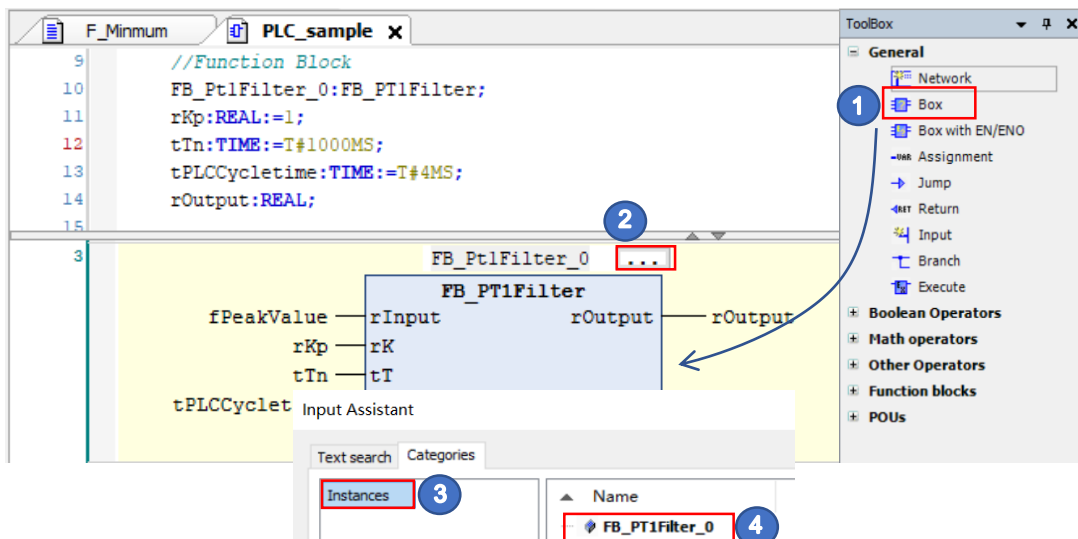 F_Minmum
PLC_sample
ToolBox
9 //Function Block
10 FB_Pt1Filter_0:FB_PT1Filter;
11 rKp:REAL:=1;
12 tTn:TIME:=T#1000MS;
13 tPLCCycletime:TIME:=T#4MS;
14 rOutput:REAL;
15
2
3 FB_Pt1Filter_0 ...
FB_PT1Filter
fPeakValue rInput rOutput rOutput
rKp rK
tTn tT
tPLCCyclet
General
Network
1 Box
Box with EN/ENO
VAR Assignment
Jump
RET Return
Input
Branch
Execute
Boolean Operators
Math operators
Other Operators
Function blocks
POUs
Input Assistant
Text search Categories
Instances 3
Name
FB_PT1Filter_0 4